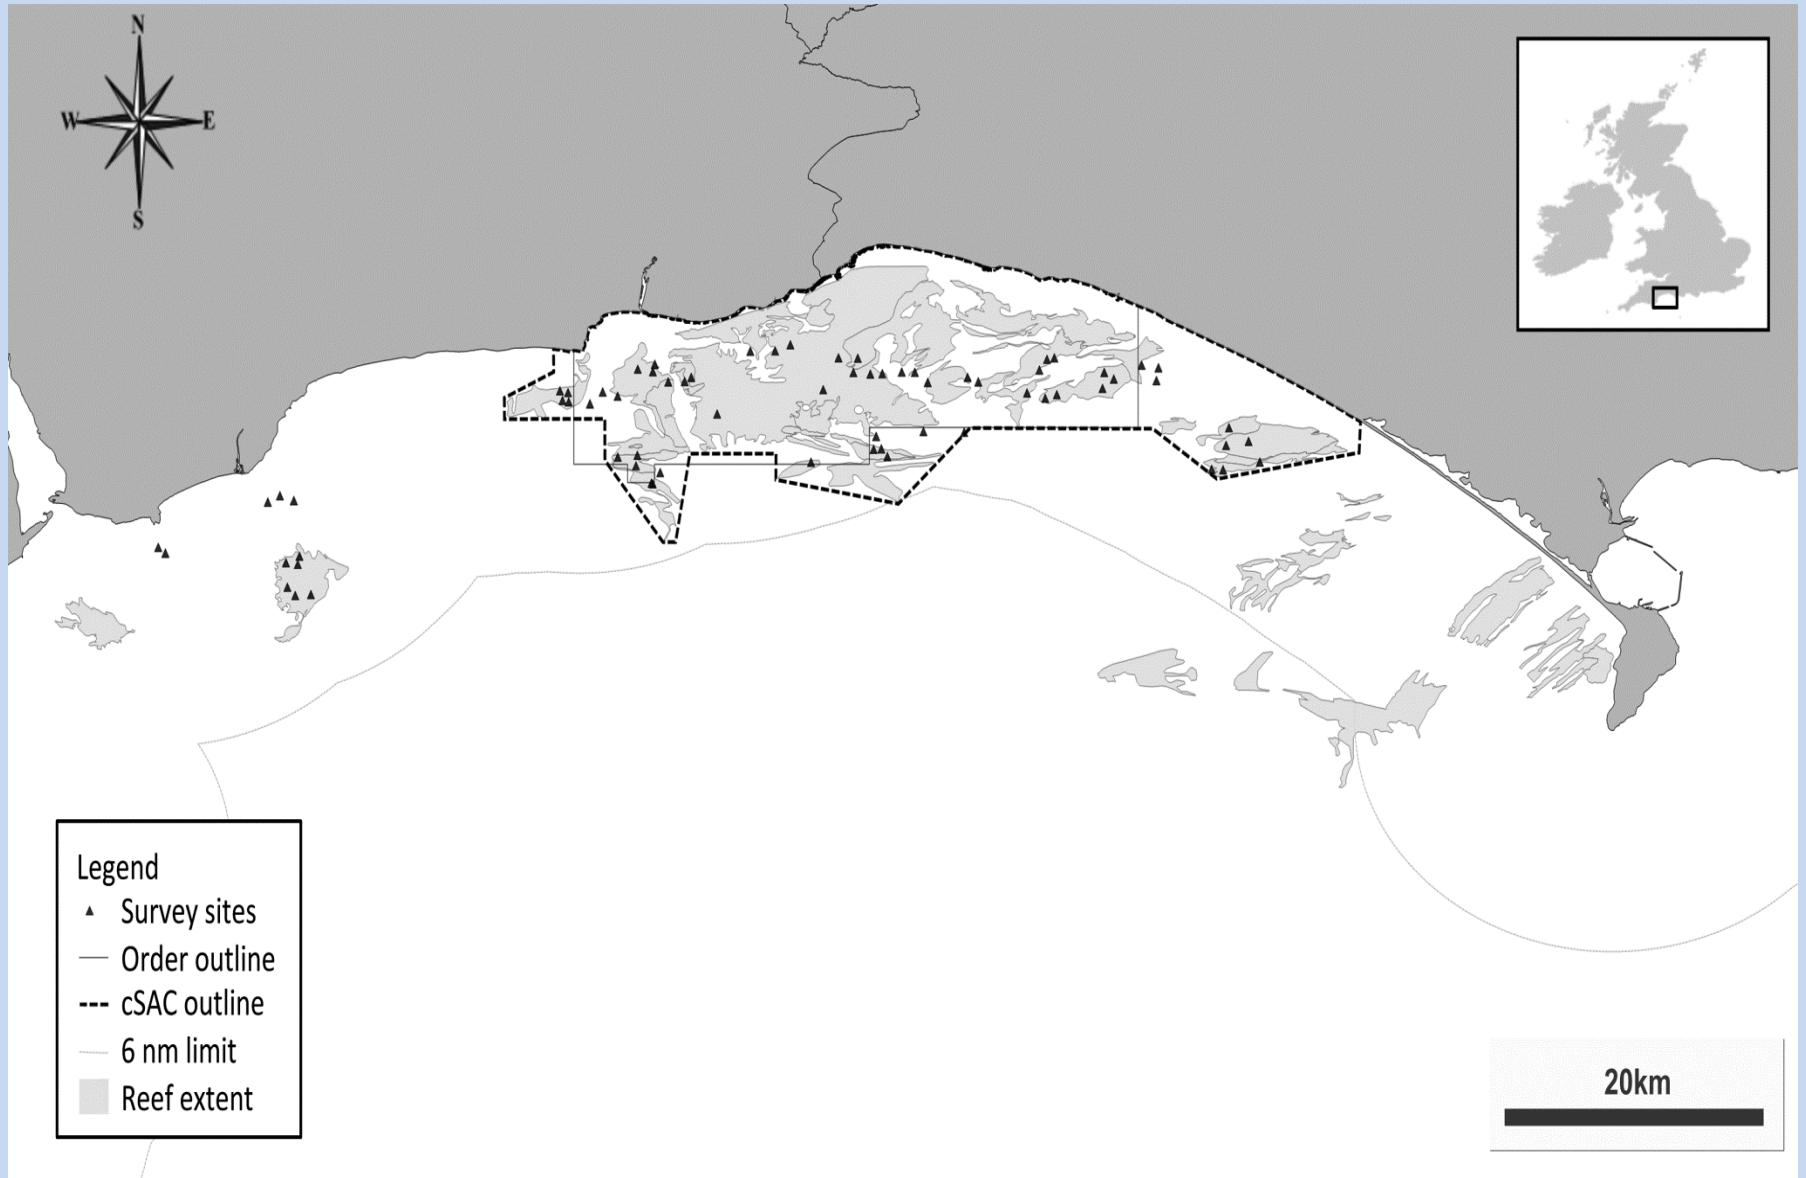 N
W
E
S
Legend
Survey sites
Order outline
cSAC outline
6 nm limit
Reef extent
20km